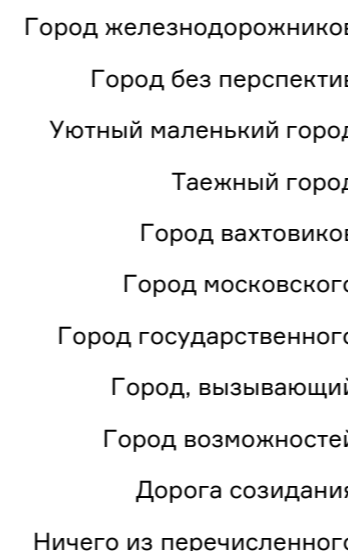 Город железнодорожников
Город без перспектив
Уютный маленький город
Таежный город
Город вахтовиков
Город московского
Город государственного
Город, вызывающий
Город возможностей
Дорога созидания
Ничего из перечисленного